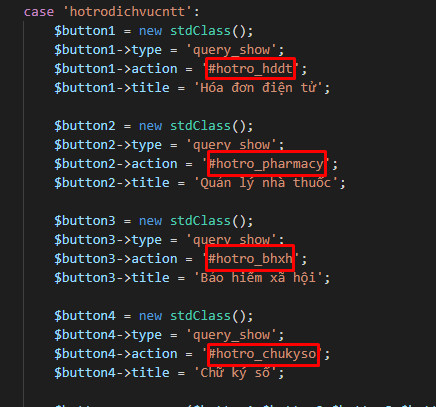 case 'hotrodichvucntt':
$button1 = new stdClass();
$button1->type = 'query_show';
$button1->action = '#hotro_hddt';
$button1->title = 'Hóa đơn điện tử';
$button2 = new stdClass();
$button2->type = 'query_show';
$button2->action = '#hotro_pharmacy';
$button2->title = 'Quản lý nhà thuốc';
$button3 = new stdClass();
$button3->type = 'query_show';
$button3->action = '#hotro_bhxh';
$button3->title = 'Bảo hiểm xã hội';
$button4 = new stdClass();
$button4->type = 'query_show';
$button4->action = '#hotro_chukyso';
$button4->title = 'Chữ ký số';